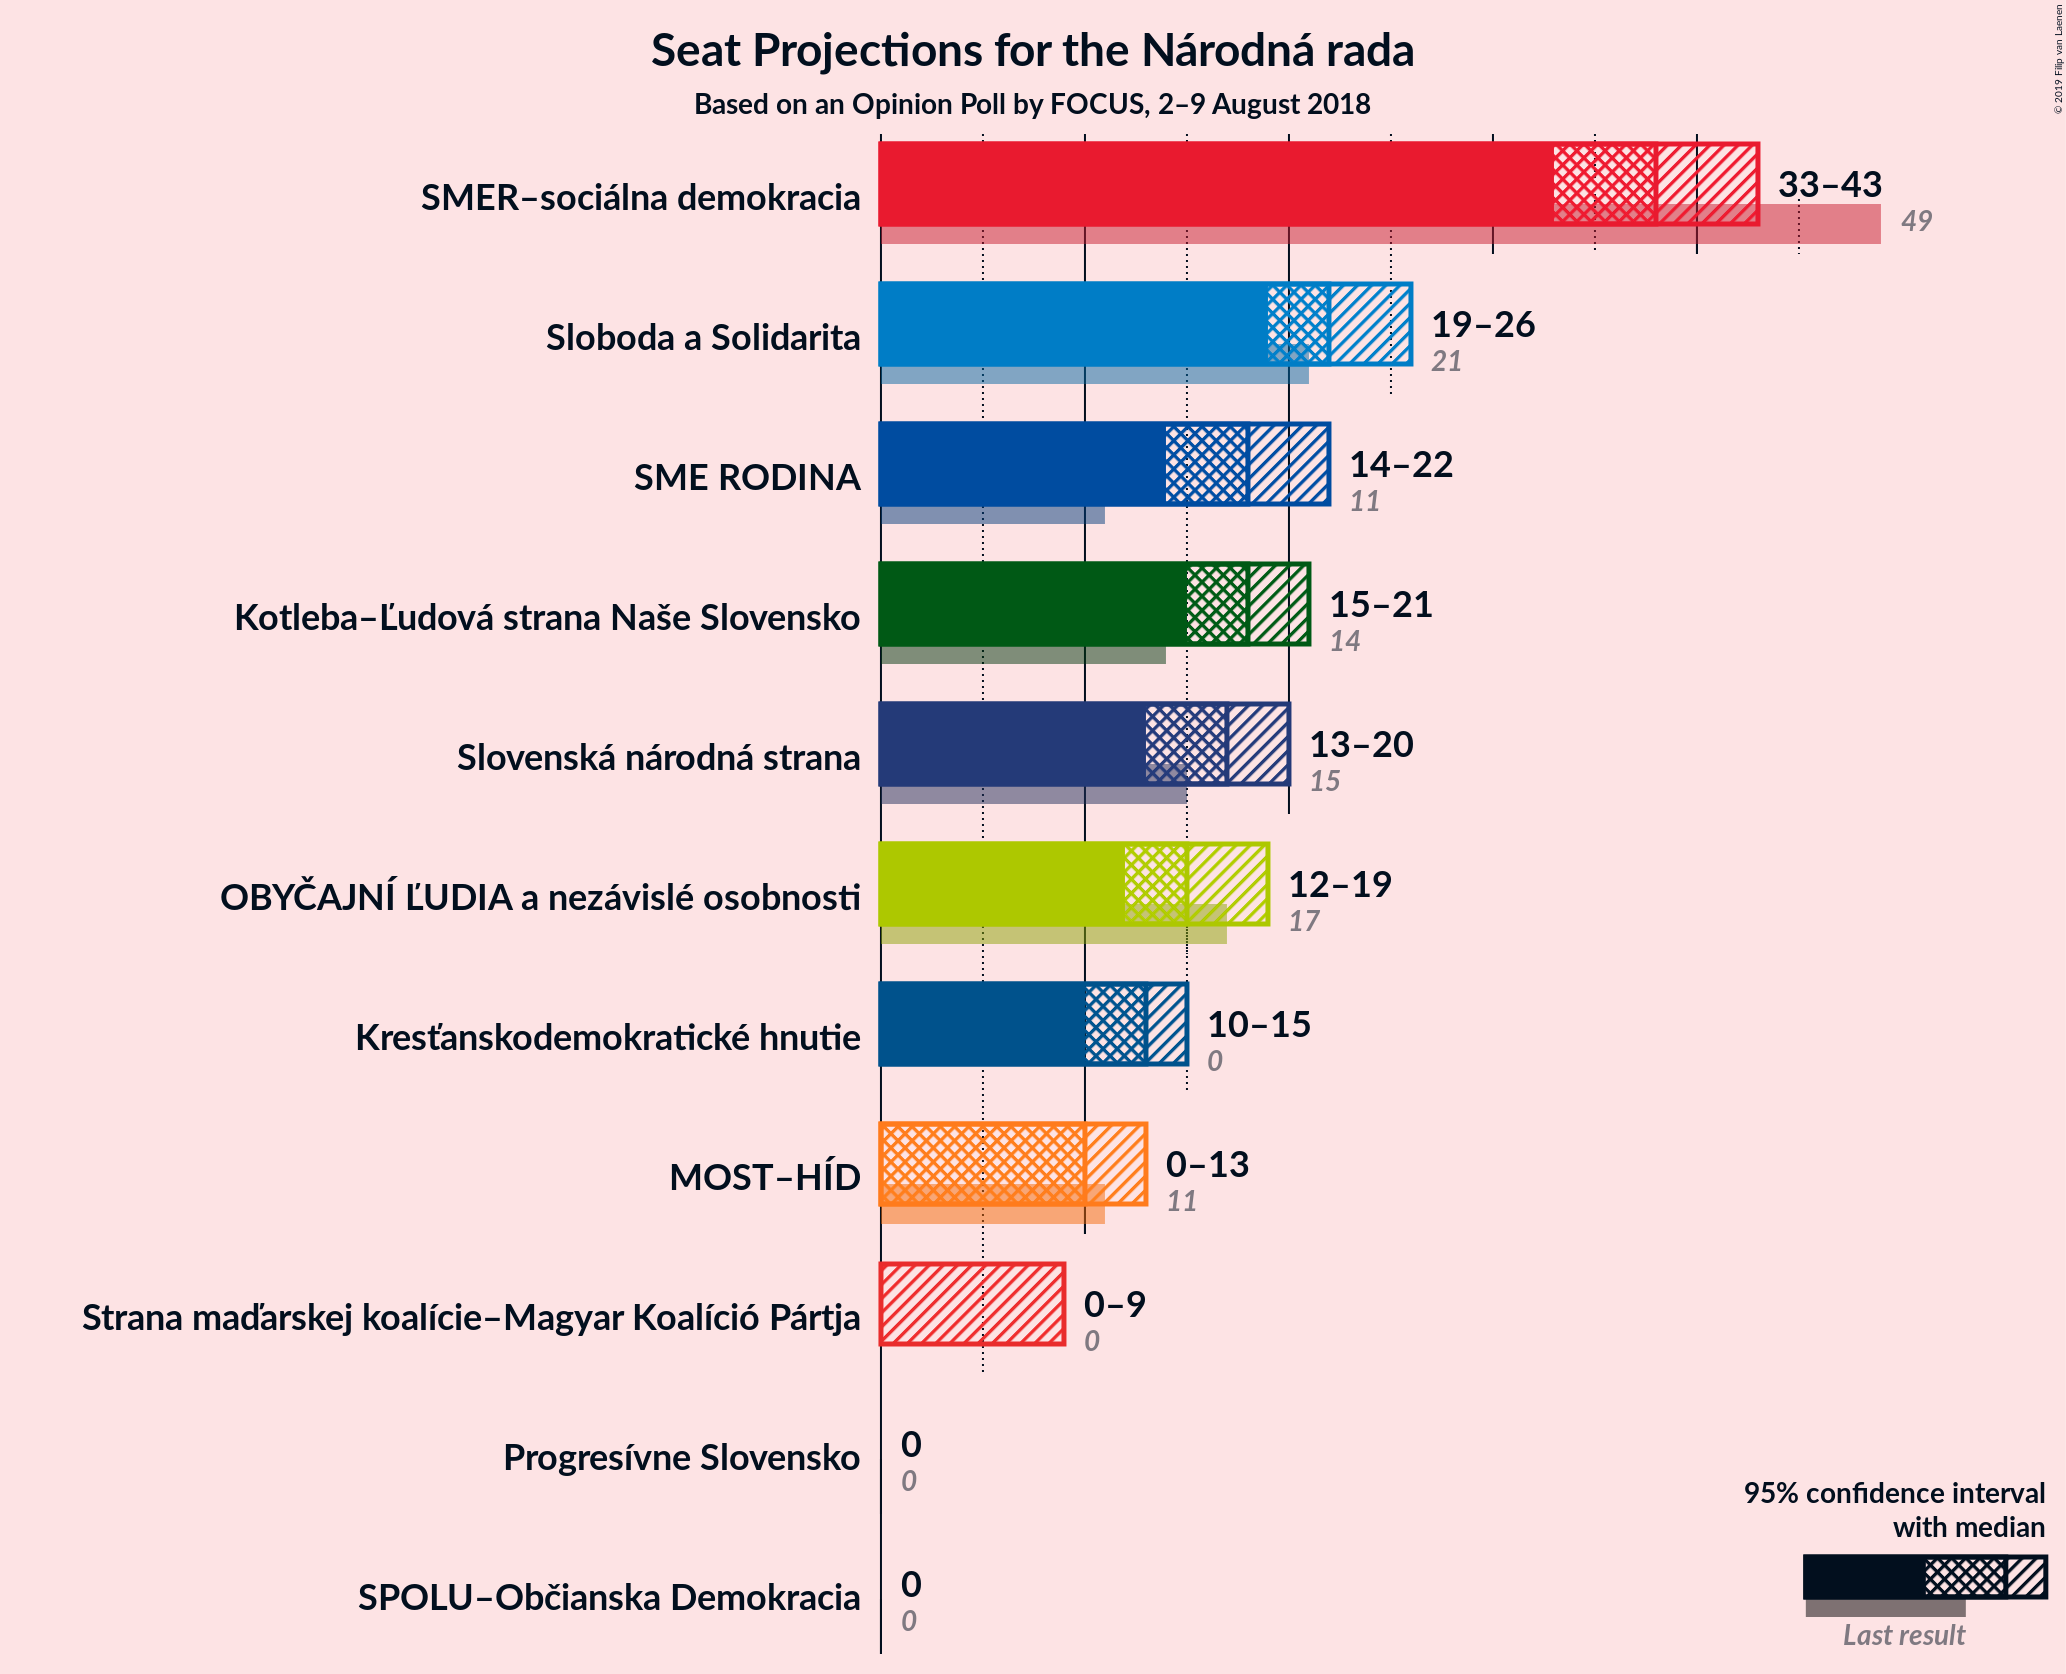 Seat Projections for the Národná rada
Based on an Opinion Poll by FOCUS, 2–9 August 2018
© 2019 Filip van Laenen
SMER–sociálna demokracia
33–43
49
Sloboda a Solidarita
19–26
21
SME RODINA
14–22
11
Kotleba–Ľudová strana Naše Slovensko
15–21
14
Slovenská národná strana
13–20
15
OBYČAJNÍ ĽUDIA a nezávislé osobnosti
12–19
17
Kresťanskodemokratické hnutie
10–15
0
MOST–HÍD
0–13
11
Strana maďarskej koalície–Magyar Koalíció Pártja
0–9
0
Progresívne Slovensko
0
0
SPOLU–Občianska Demokracia
0
0
95% confidence interval
with median
Last result